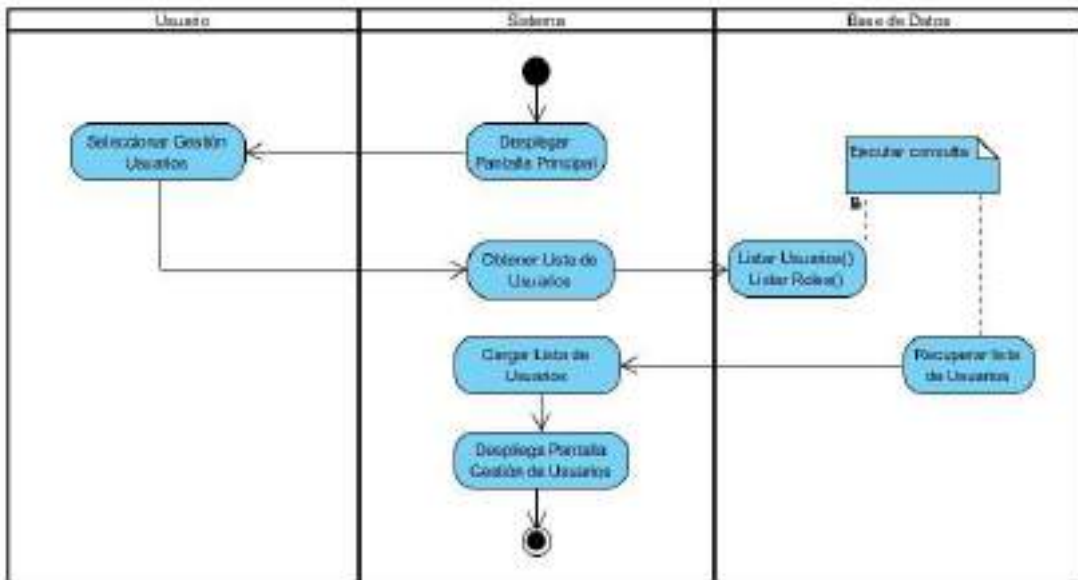 Usuario
Sistema
Base de Datos
Desplegar
Pantalla Principal
Seleccionar Gestión
Usuarios
Ejecutar consulta
Obtener Lista de
Usuarios
Listar Usuarios()
Listar Roles()
Recuperar lista
de Usuarios
Cargar Lista de
Usuarios
Despliega Pantalla
Gestión de Usuarios